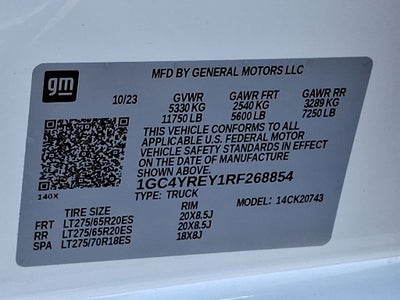 gm
MFD BY GENERAL MOTORS LLC
10/23 GVWR GAWR FRT GAWR RR
5330 KG 2540 KG 3289 KG
11750 LB 5600 LB 7250 LB
THIS VEHICLE CONFORMS TO ALL
APPLICABLE U.S. FEDERAL MOTOR
VEHICLE SAFETY STANDARDS IN EFFECT
ON THE DATE OF MANUFACTURE
SHOWN ABOVE.
1GC4YREY1RF268854
140X TYPE: TRUCK MODEL: 14CK20743
TIRE SIZE RIM
FRT LT275/65R20ES 20X8.5J
RR LT275/65R20ES 20X8.5J
SPA LT275/70R18ES 18X8J